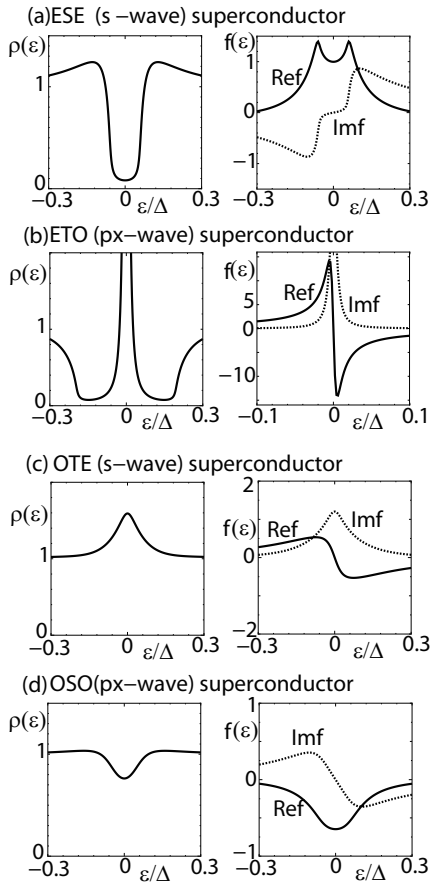 (a)ESE (s –wave) superconductor
ρ(ε) f(ε)
1 1
Ref
0 Imf
−1
0
−0.3 0 ε/Δ 0.3 −0.3 0 ε/Δ 0.3
(b)ETO (px−wave) superconductor
ρ(ε) f(ε)
Ref Imf
5
1 0
−10
0
−0.3 0 ε/Δ 0.3 −0.1 0 ε/Δ 0.1
(c) OTE (s−wave) superconductor
2
ρ(ε) f(ε) Imf
Ref
1 0
0 −2
−0.3 0 ε/Δ 0.3 −0.3 0 ε/Δ 0.3
(d) OSO(px−wave) superconductor
1
ρ(ε) f(ε) Imf
1
0
Ref
0 −1
−0.3 0 ε/Δ 0.3 −0.3 0 ε/Δ 0.3